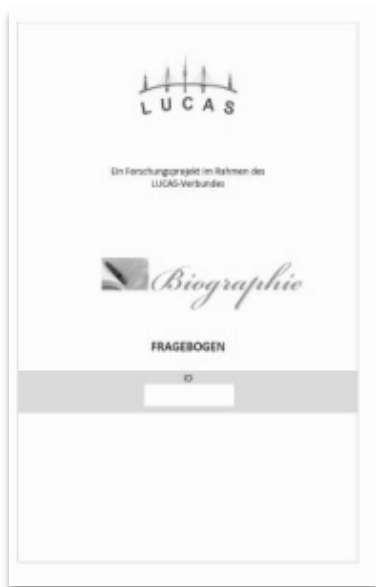 LUCAS
Ein Forschungsprojekt im Rahmen des
LUCAS-Verbundes
Biographie
FRAGEBOGEN
ID